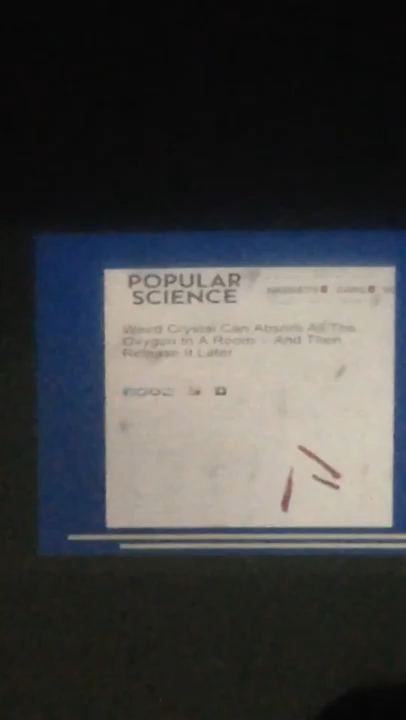 POPULAR
SCIENCE
Weird Crystal Can Absorb All The
Oxygen In A Room – And Then
Release It Later